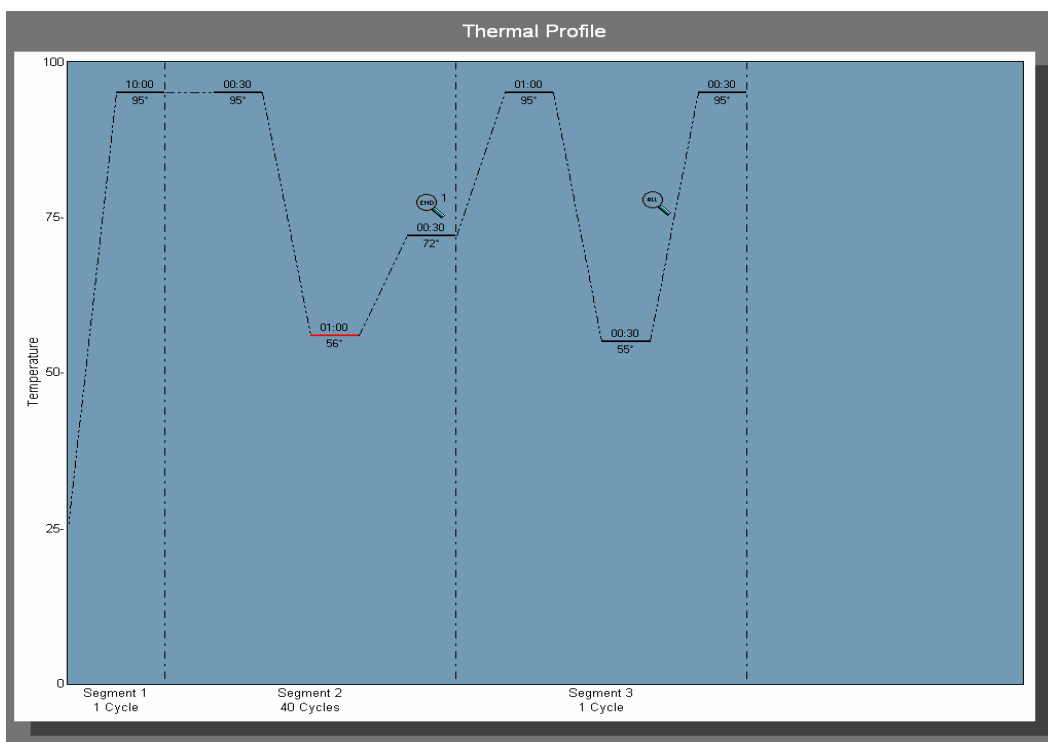 Thermal Profile
100
10:00
95°
00:30
95°
01:00
95°
00:30
95°
END
1
ALL
75-
00:30
72°
01:00
56°
00:30
55°
50-
Temperature
25-
0
Segment 1
1 Cycle
Segment 2
40 Cycles
Segment 3
1 Cycle